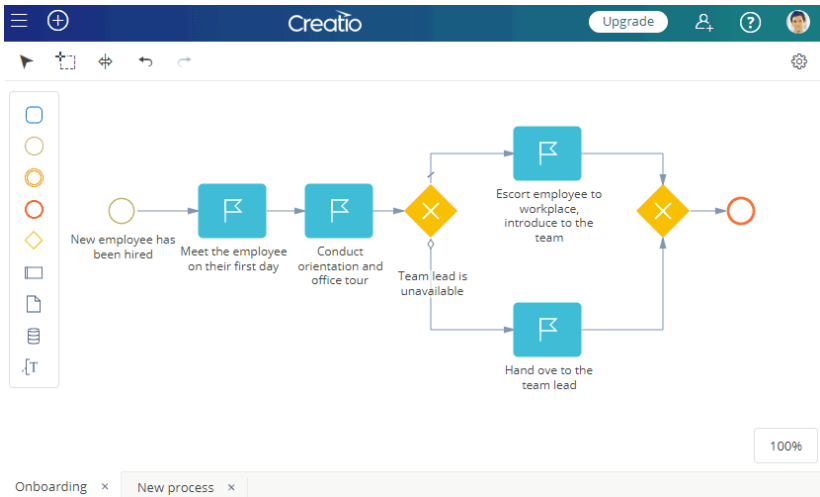 Creatio
Upgrade
New employee has
been hired
Meet the employee
on their first day
Conduct
orientation and
office tour
Team lead is
unavailable
Escort employee to
workplace,
introduce to the
team
Hand ove to the
team lead
T
100%
Onboarding ×
New process ×